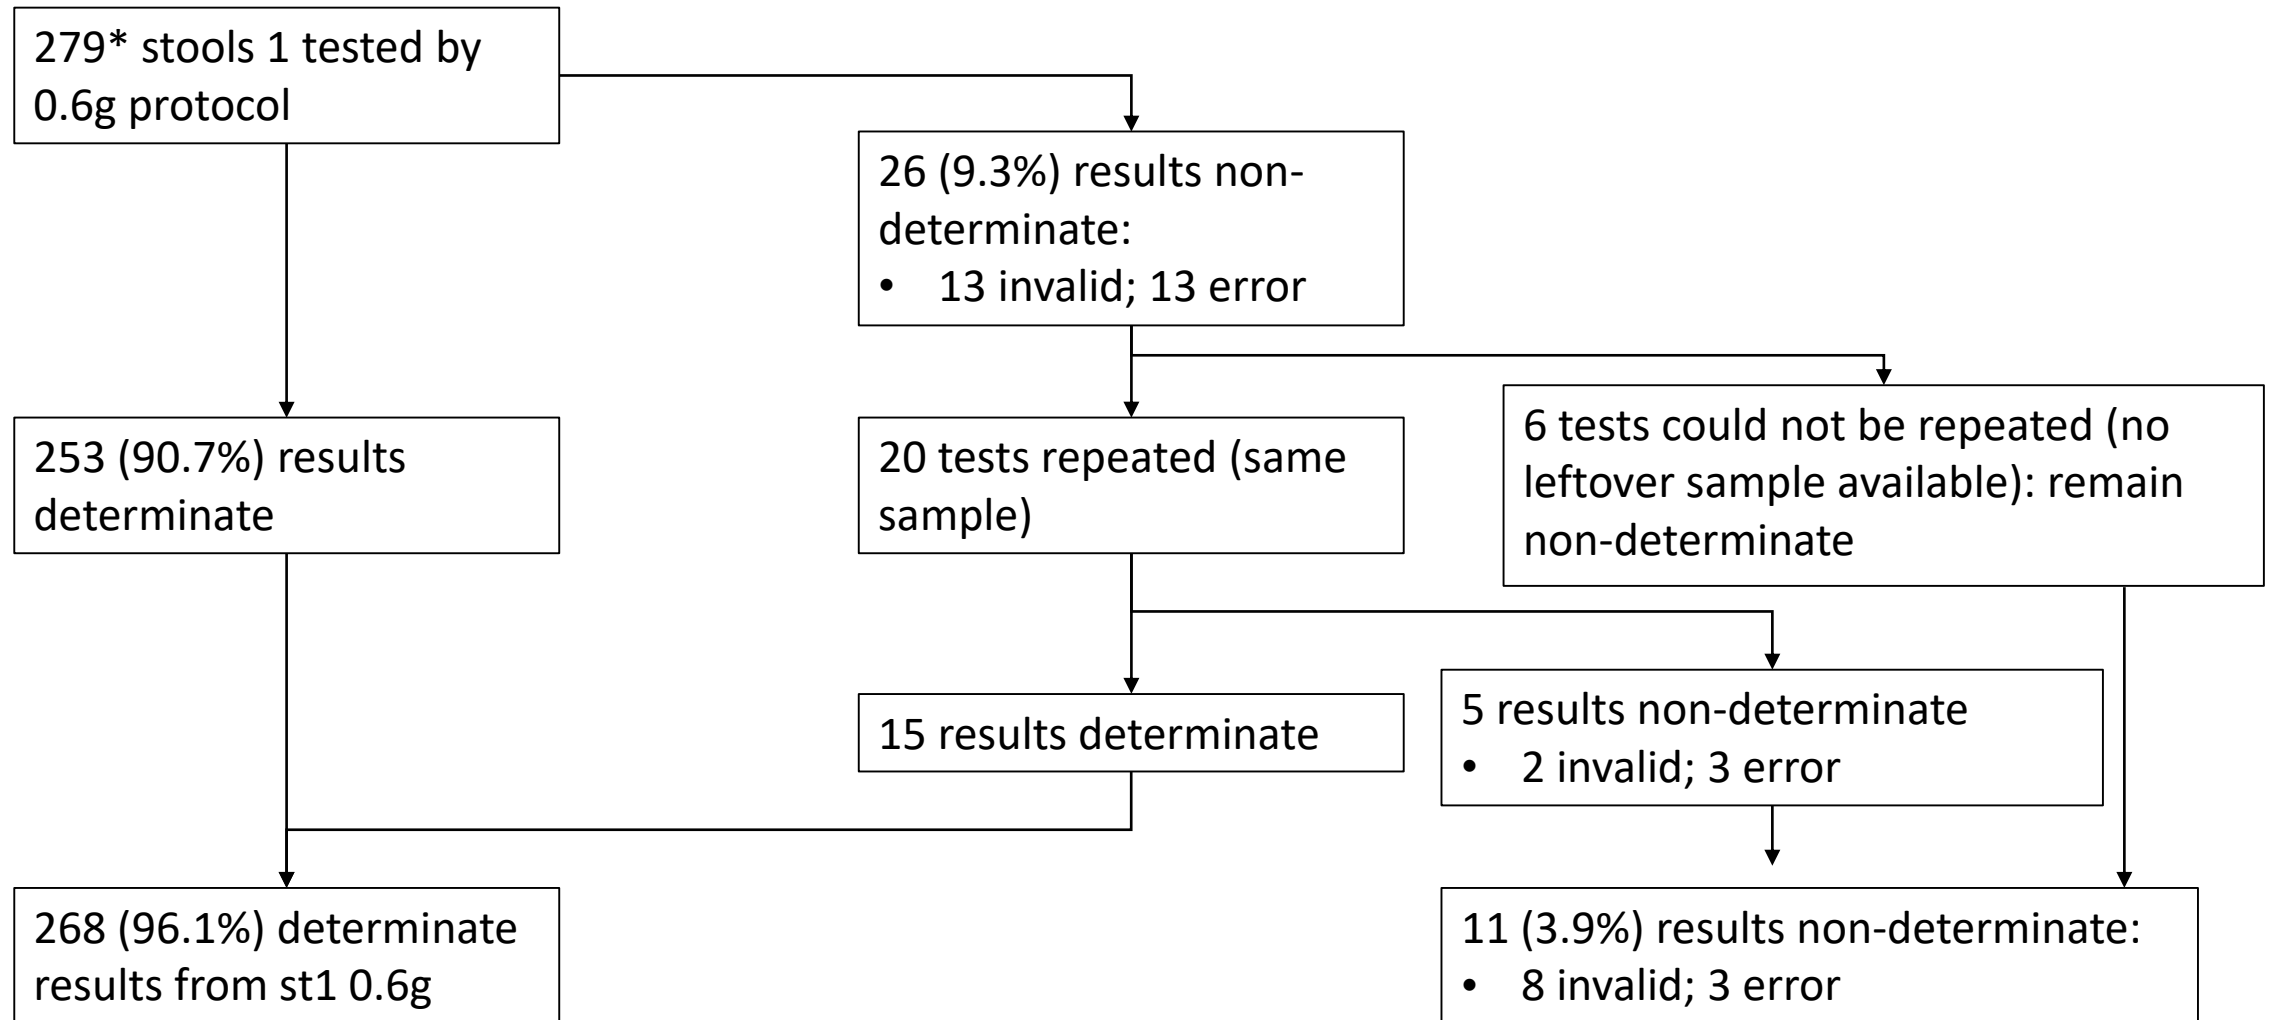 279* stools 1 tested by
0.6g protocol
26 (9.3%) results non-
determinate:
• 13 invalid; 13 error
253 (90.7%) results
determinate
20 tests repeated (same
sample)
6 tests could not be repeated (no
leftover sample available): remain
non-determinate
15 results determinate
5 results non-determinate
• 2 invalid; 3 error
268 (96.1%) determinate
results from st1 0.6g
11 (3.9%) results non-determinate:
• 8 invalid; 3 error